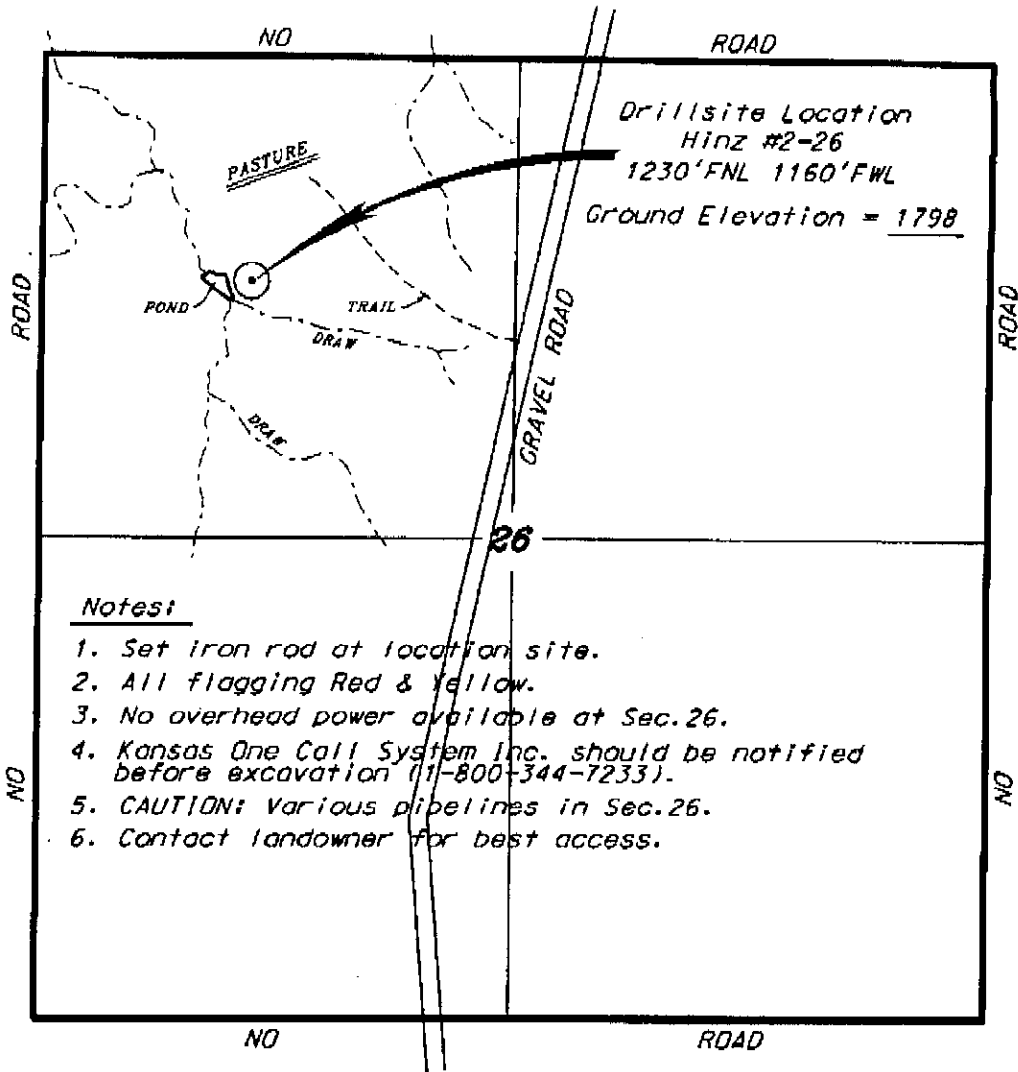 NO ROAD
Drillsite Location
Hinz #2-26
1230'FNL 1160'FWL
Ground Elevation = 1798
PASTURE
ROAD
ROAD
POND
TRAIL
DRAW
GRAVEL ROAD
DRAW
26
Notes:
1. Set iron rod at location site.
2. All flagging Red & Yellow.
3. No overhead power available at Sec.26.
4. Kansas One Call System Inc. should be notified
before excavation (1-800-344-7233).
5. CAUTION: Various pipelines in Sec.26.
6. Contact landowner for best access.
NO
NO
NO ROAD